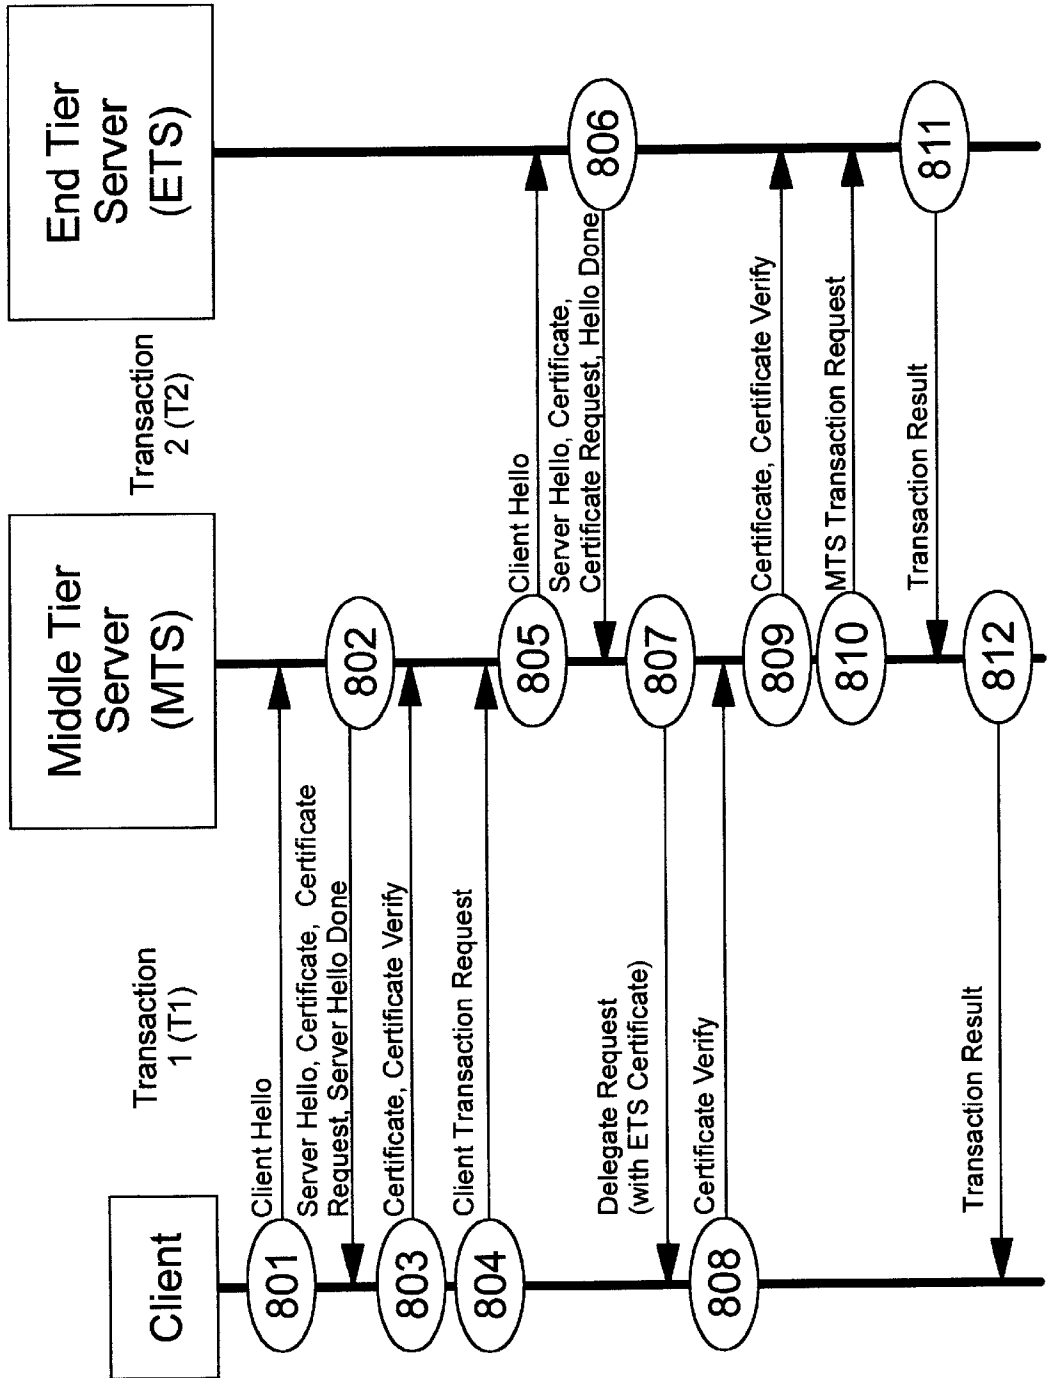 Client
Transaction
1 (T1)
Middle Tier
Server
(MTS)
Transaction
2 (T2)
End Tier
Server
(ETS)
801
Client Hello
Server Hello, Certificate, Certificate
Request, Server Hello Done
802
803
Certificate, Certificate Verify
804
Client Transaction Request
805
Client Hello
Server Hello, Certificate,
Certificate Request, Hello Done
806
Delegate Request
(with ETS Certificate)
807
808
Certificate Verify
809
Certificate, Certificate Verify
810
MTS Transaction Request
Transaction Result
811
Transaction Result
812